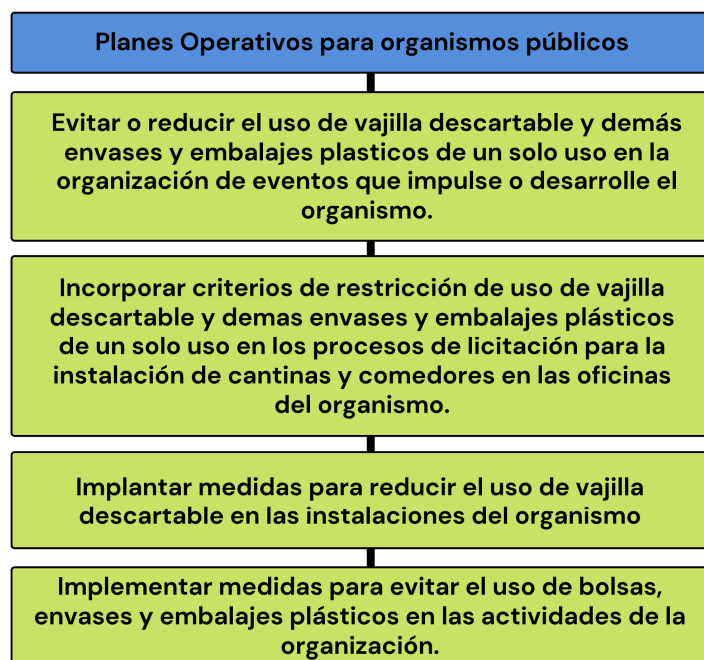 Planes Operativos para organismos públicos
Evitar o reducir el uso de vajilla descartable y demás
envases y embalajes plasticos de un solo uso en la
organización de eventos que impulse o desarrolle el
organismo.
Incorporar criterios de restricción de uso de vajilla
descartable y demas envases y embalajes plásticos
de un solo uso en los procesos de licitación para la
instalación de cantinas y comedores en las oficinas
del organismo.
Implantar medidas para reducir el uso de vajilla
descartable en las instalaciones del organismo
Implementar medidas para evitar el uso de bolsas,
envases y embalajes plásticos en las actividades de la
organización.